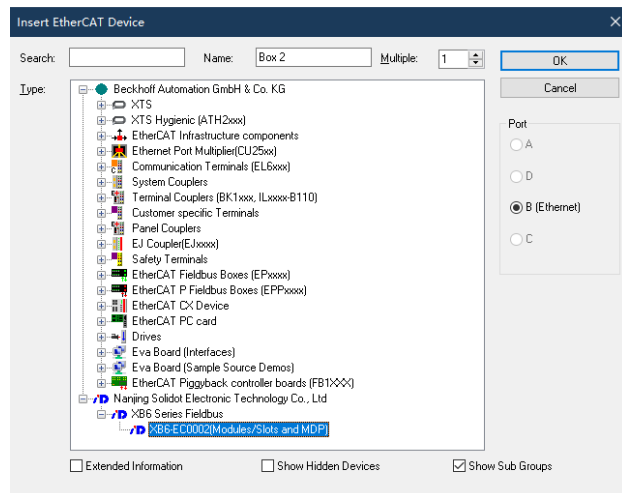 Insert EtherCAT Device
Search: Name: Box 2 Multiple: 1 OK
Type: Beckhoff Automation GmbH & Co. KG Cancel
XTS
XTS Hygienic (ATH2xxx)
EtherCAT Infrastructure components
Ethernet Port Multiplier(CU25xx)
Communication Terminals (EL6xxx)
System Couplers
Terminal Couplers (BK1xxx, ILxxxx-B110)
Customer specific Terminals
Panel Couplers
EJ Coupler(EJxxxx)
Safety Terminals
EtherCAT Fieldbus Boxes (EPxxxx)
EtherCAT P Fieldbus Boxes (EPPxxxx)
EtherCAT CX Device
EtherCAT PC card
Drives
Eva Board (Interfaces)
Eva Board (Sample Source Demos)
EtherCAT Piggyback controller boards (FB1XXX)
Nanjing Solidot Electronic Technology Co., Ltd
XB6 Series Fieldbus
XB6-EC0002(Modules/Slots and MDP)
Port
A
D
B (Ethernet)
C
Extended Information Show Hidden Devices Show Sub Groups